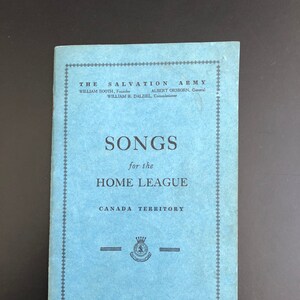 THE SALVATION ARMY
WILLIAM BOOTH, Founder ALBERT ORSBORN, General
WILLIAM R. DALZIEL, Commissioner
SONGS
for the
HOME LEAGUE
CANADA TERRITORY